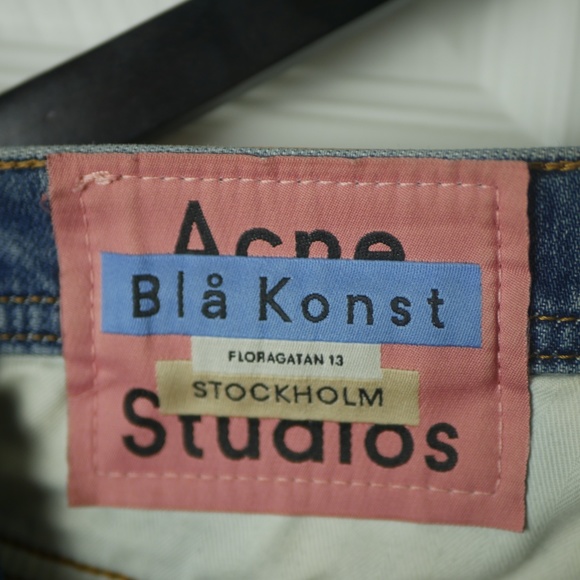 Acne
Blå Konst
FLORAGATAN 13
STOCKHOLM
Studios